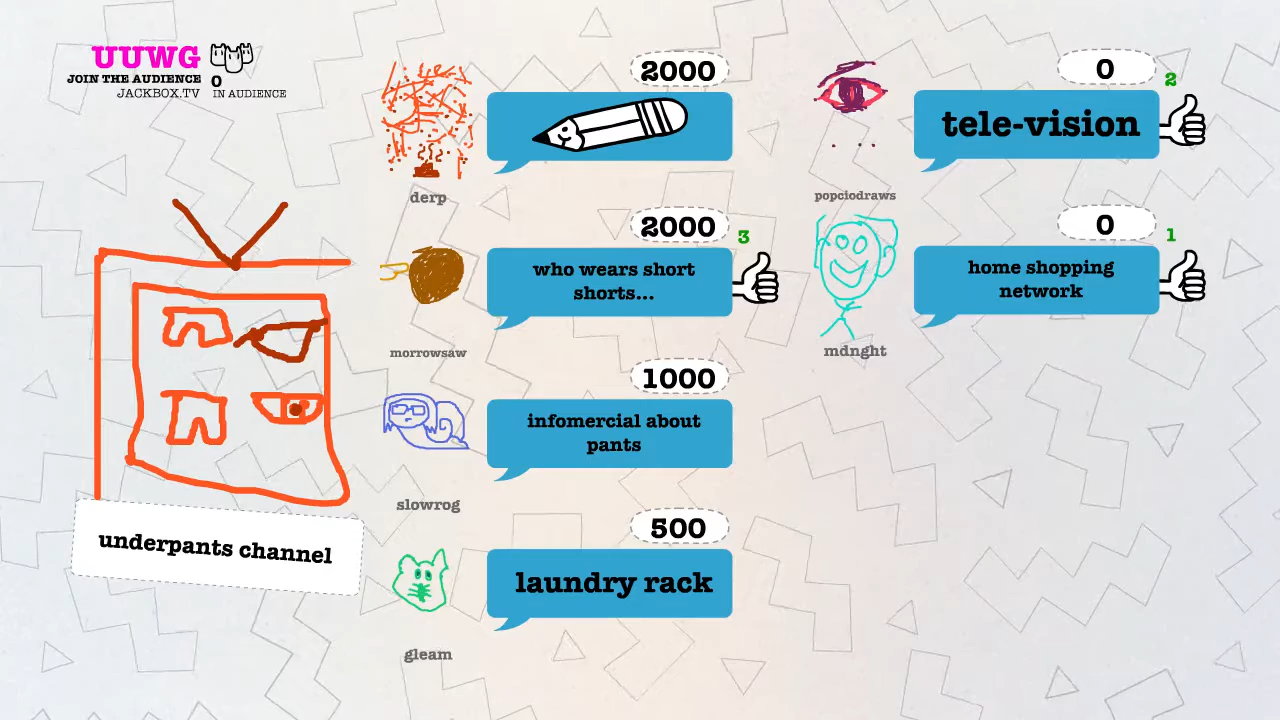 UUWG
JOIN THE AUDIENCE
JACKBOX.TV
0
IN AUDIENCE
underpants channel
2000
derp
2000
3
who wears short
shorts...
morrowsaw
1000
infomercial about
pants
slowrog
500
laundry rack
gleam
0
2
tele-vision
popciodraws
0
1
home shopping
network
mdnght